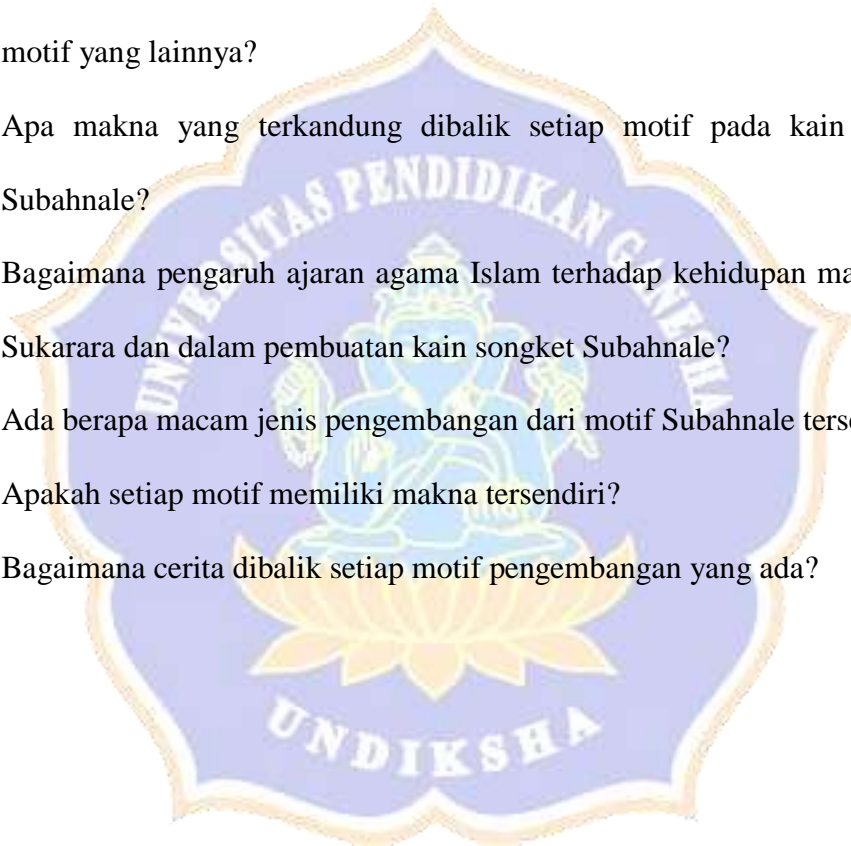 motif yang lainnya?
Apa makna yang terkandung dibalik setiap motif pada kain
Subahnale?
Bagaimana pengaruh ajaran agama Islam terhadap kehidupan
Sukarara dan dalam pembuatan kain songket Subahnale?
Ada berapa macam jenis pengembangan dari motif Subahnale
Apakah setiap motif memiliki makna tersendiri?
Bagaimana cerita dibalik setiap motif pengembangan yang ada?
UNIVERSITAS PENDIDIKAN GANESHA
UNDIKSHA